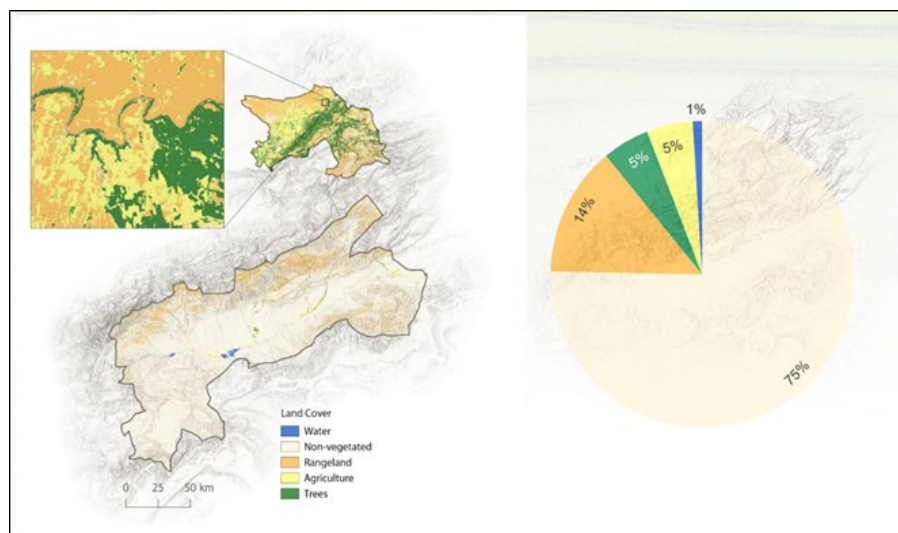 1%
5%
5%
14%
75%
Land Cover
Water
Non-vegetated
Rangeland
Agriculture
Trees
0 25 50 km